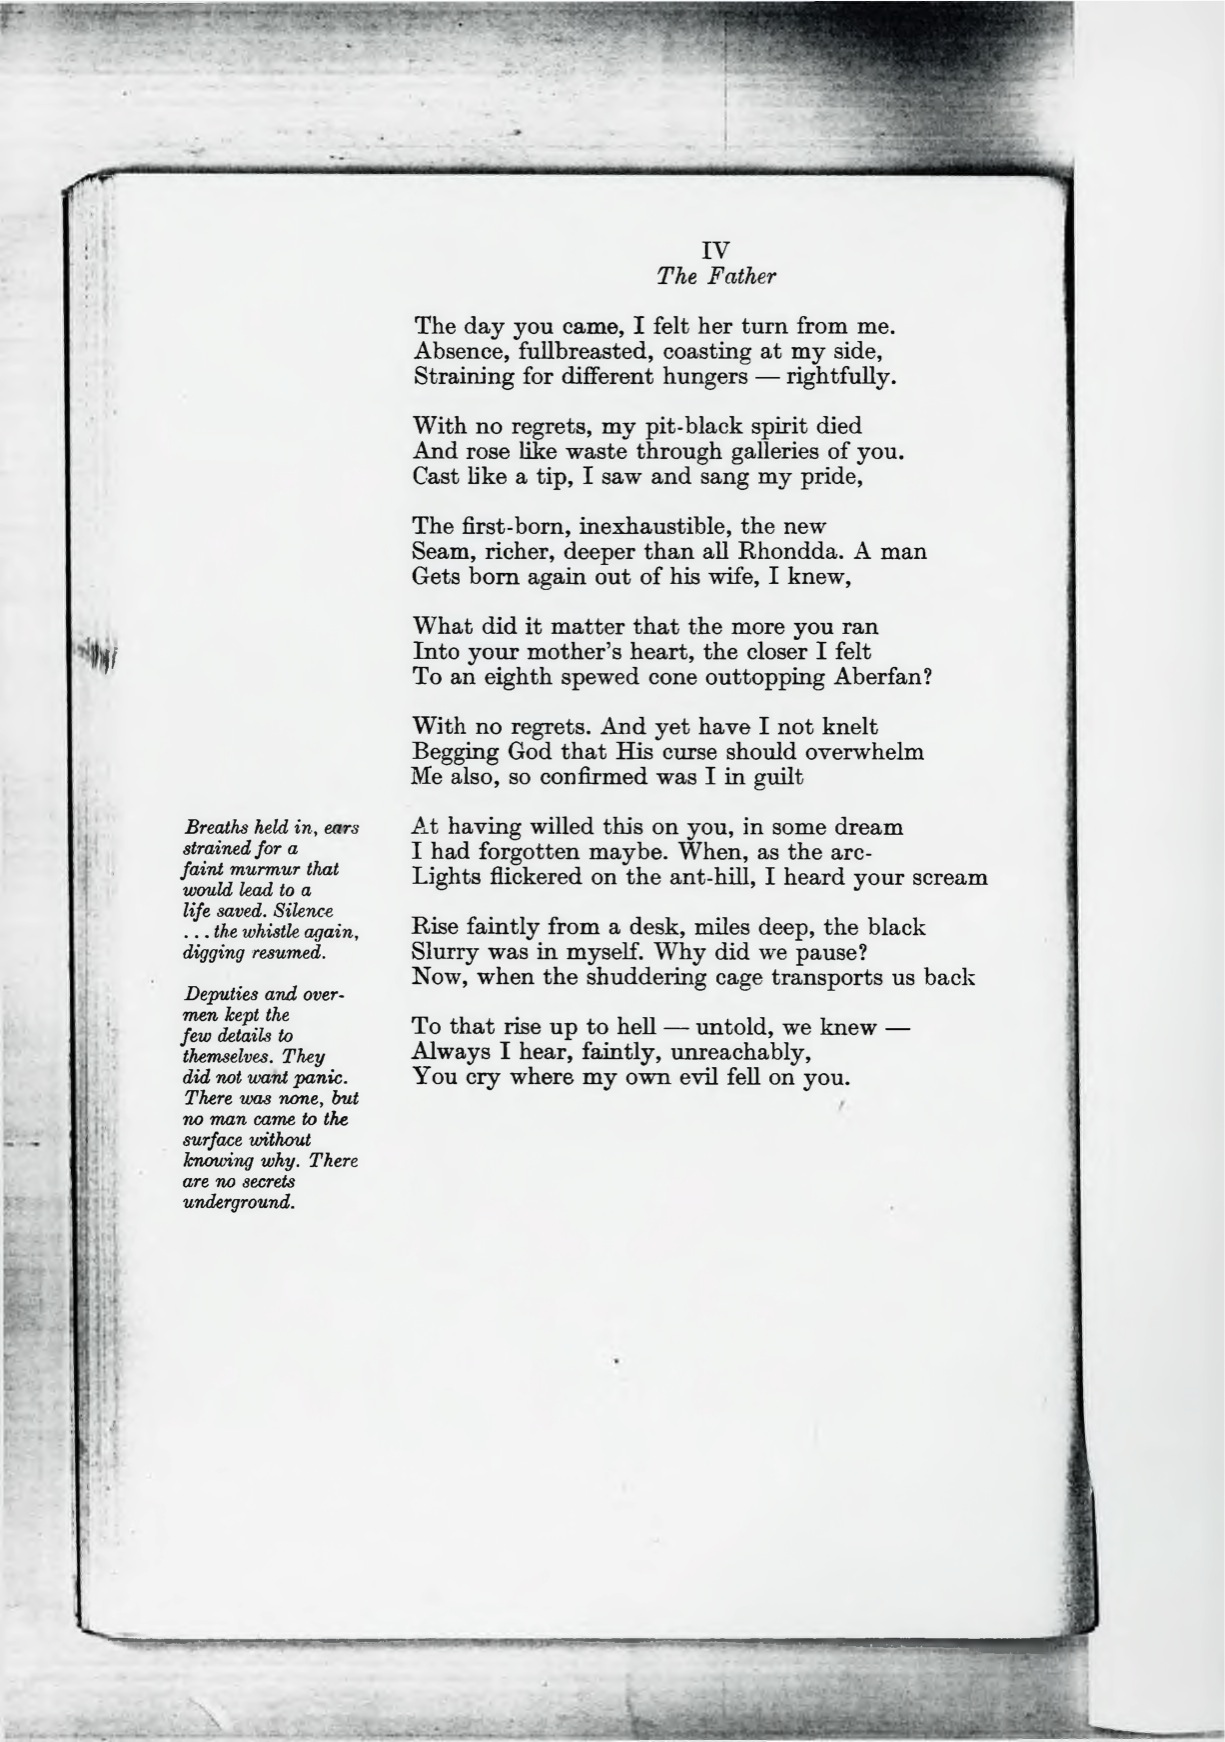 IV
The Father
The day you came, I felt her turn from me.
Absence, fullbreasted, coasting at my side,
Straining for different hungers — rightfully.
With no regrets, my pit-black spirit died
And rose like waste through galleries of you.
Cast like a tip, I saw and sang my pride,
The first-born, inexhaustible, the new
Seam, richer, deeper than all Rhondda. A man
Gets born again out of his wife, I knew,
What did it matter that the more you ran
Into your mother's heart, the closer I felt
To an eighth spewed cone outtopping Aberfan?
With no regrets. And yet have I not knelt
Begging God that His curse should overwhelm
Me also, so confirmed was I in guilt
At having willed this on you, in some dream
I had forgotten maybe. When, as the arc-
Lights flickered on the ant-hill, I heard your scream
Rise faintly from a desk, miles deep, the black
Slurry was in myself. Why did we pause?
Now, when the shuddering cage transports us back
To that rise up to hell — untold, we knew —
Always I hear, faintly, unreachably,
You cry where my own evil fell on you.
Breaths held in, ears
strained for a
faint murmur that
would lead to a
life saved. Silence
. . . the whistle again,
digging resumed.
Deputies and over-
men kept the
few details to
themselves. They
did not want panic.
There was none, but
no man came to the
surface without
knowing why. There
are no secrets
underground.